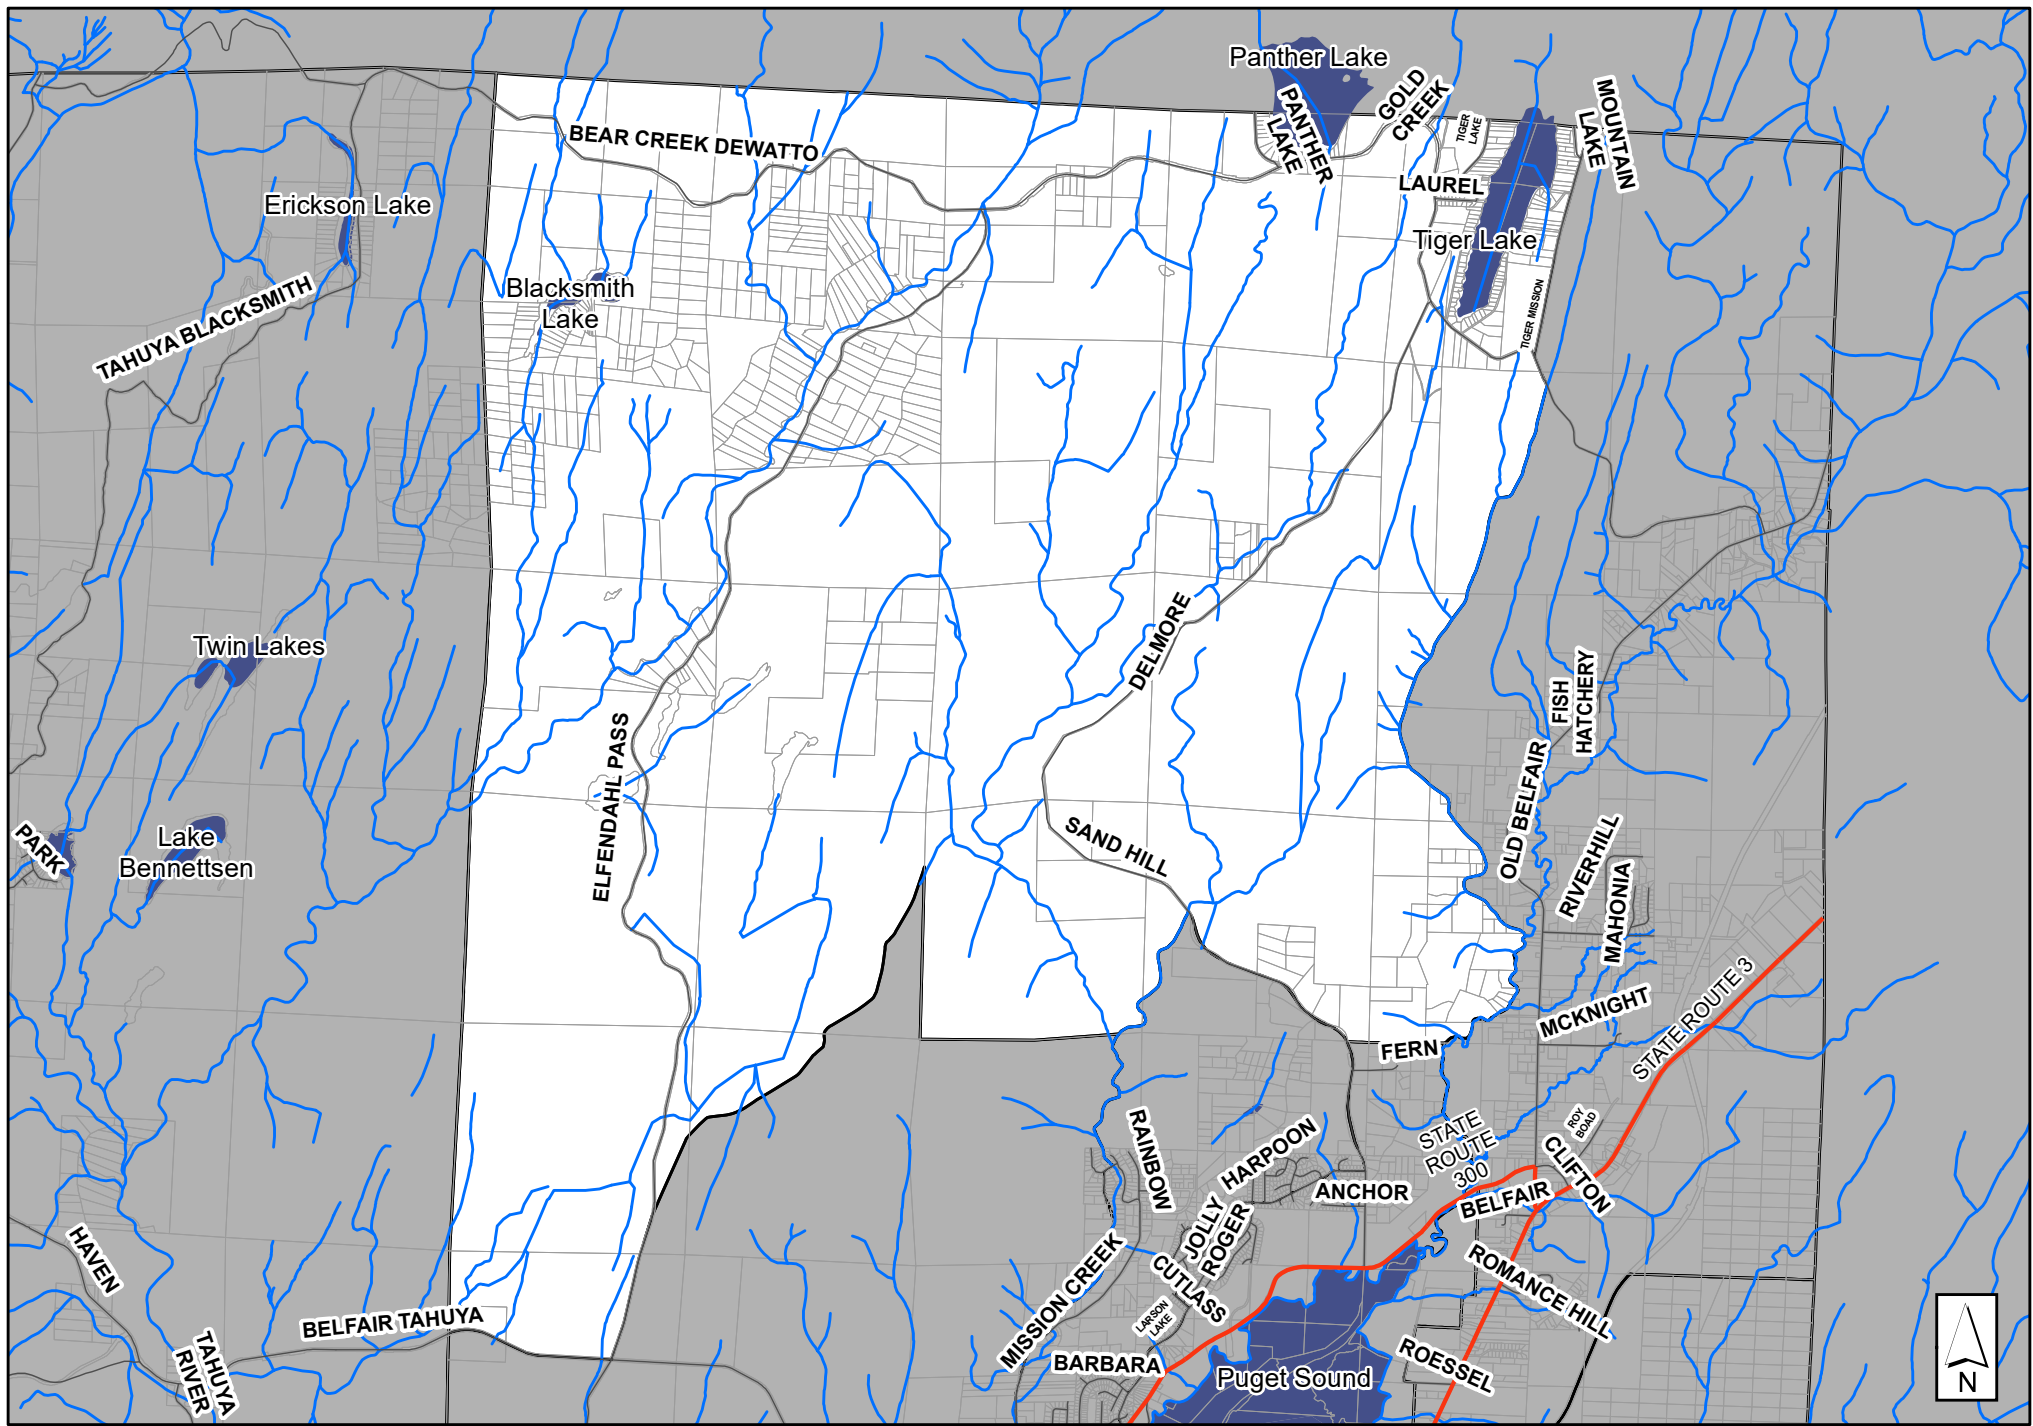 Panther Lake
GOLD
CREEK
PANTHER
LAKE
TIGER
LAKE
MOUNTAIN
LAKE
BEAR CREEK DEWATTO
LAUREL
Erickson Lake
Tiger Lake
Blacksmith
Lake
TAHUYA BLACKSMITH
TIGER MISSION
Twin Lakes
DELMORE
FISH
HATCHERY
ELFENDAHL PASS
OLD BELFAIR
PARK
Lake
Bennettsen
SAND HILL
RIVERHILL
MAHONIA
MCKNIGHT
STATE ROUTE 3
FERN
RAINBOW
STATE
ROUTE
300
ROY
BOAD
CLIFTON
HARPOON
JOLLY
ROGER
ANCHOR
BELFAIR
HAVEN
MISSION CREEK
CUTLASS
ROMANCE HILL
LARSON
LAKE
BELFAIR TAHUYA
TAHUYA
RIVER
BARBARA
Puget Sound
ROESSEL
N